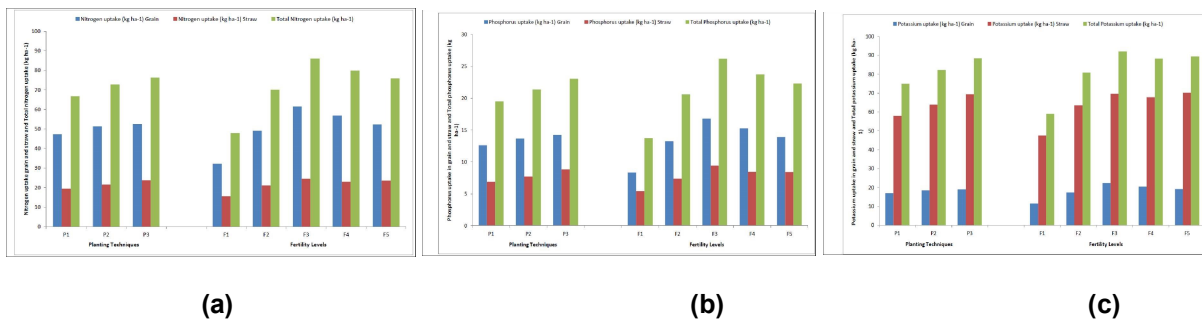 Nitrogen uptake (kg ha-1) Grain Nitrogen uptake (kg ha-1) Straw Total Nitrogen uptake (kg ha-1)
Nitrogen uptake grain and straw and Total nitrogen uptake (kg ha-1)
100
90
80
70
60
50
40
30
20
10
0
P1 P2 P3 F1 F2 F3 F4 F5
Planting Techniques Fertility Levels
(a)
Phosphorus uptake (kg ha-1) Grain Phosphorus uptake (kg ha-1) Straw Total Phosphorus uptake (kg ha-1)
Phosphorus uptake in grain and straw and Total phosphorus uptake (kg
ha-1)
30
25
20
15
10
5
0
P1 P2 P3 F1 F2 F3 F4 F5
Planting Techniques Fertility Levels
(b)
Potassium uptake (kg ha-1) Grain Potassium uptake (kg ha-1) Straw Total Potassium uptake (kg ha-1)
Potassium uptake in grain and straw and Total potassium uptake (kg ha-
1)
100
90
80
70
60
50
40
30
20
10
0
P1 P2 P3 F1 F2 F3 F4 F5
Planting Techniques Fertility Levels
(c)